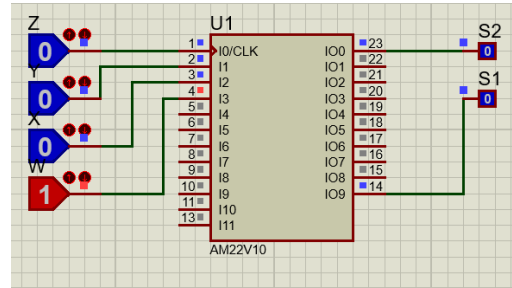 Z
0
Y
0
X
0
W
1
U1
1 I0/CLK IO0 23
2 I1 IO1 22
3 I2 IO2 21
4 I3 IO3 20
5 I4 IO4 19
6 I5 IO5 18
7 I6 IO6 17
8 I7 IO7 16
9 I8 IO8 15
10 I9 IO9 14
11 I10
13 I11
AM22V10
S2
0
S1
0